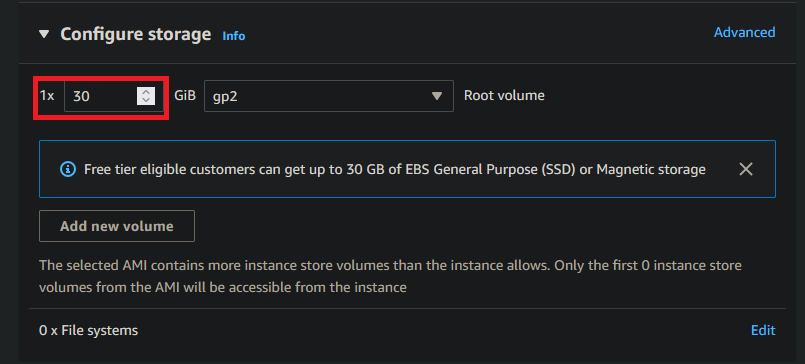 Configure storage Info Advanced
1x 30 GiB gp2 Root volume
Free tier eligible customers can get up to 30 GB of EBS General Purpose (SSD) or Magnetic storage
Add new volume
The selected AMI contains more instance store volumes than the instance allows. Only the first 0 instance store
volumes from the AMI will be accessible from the instance
0 x File systems Edit